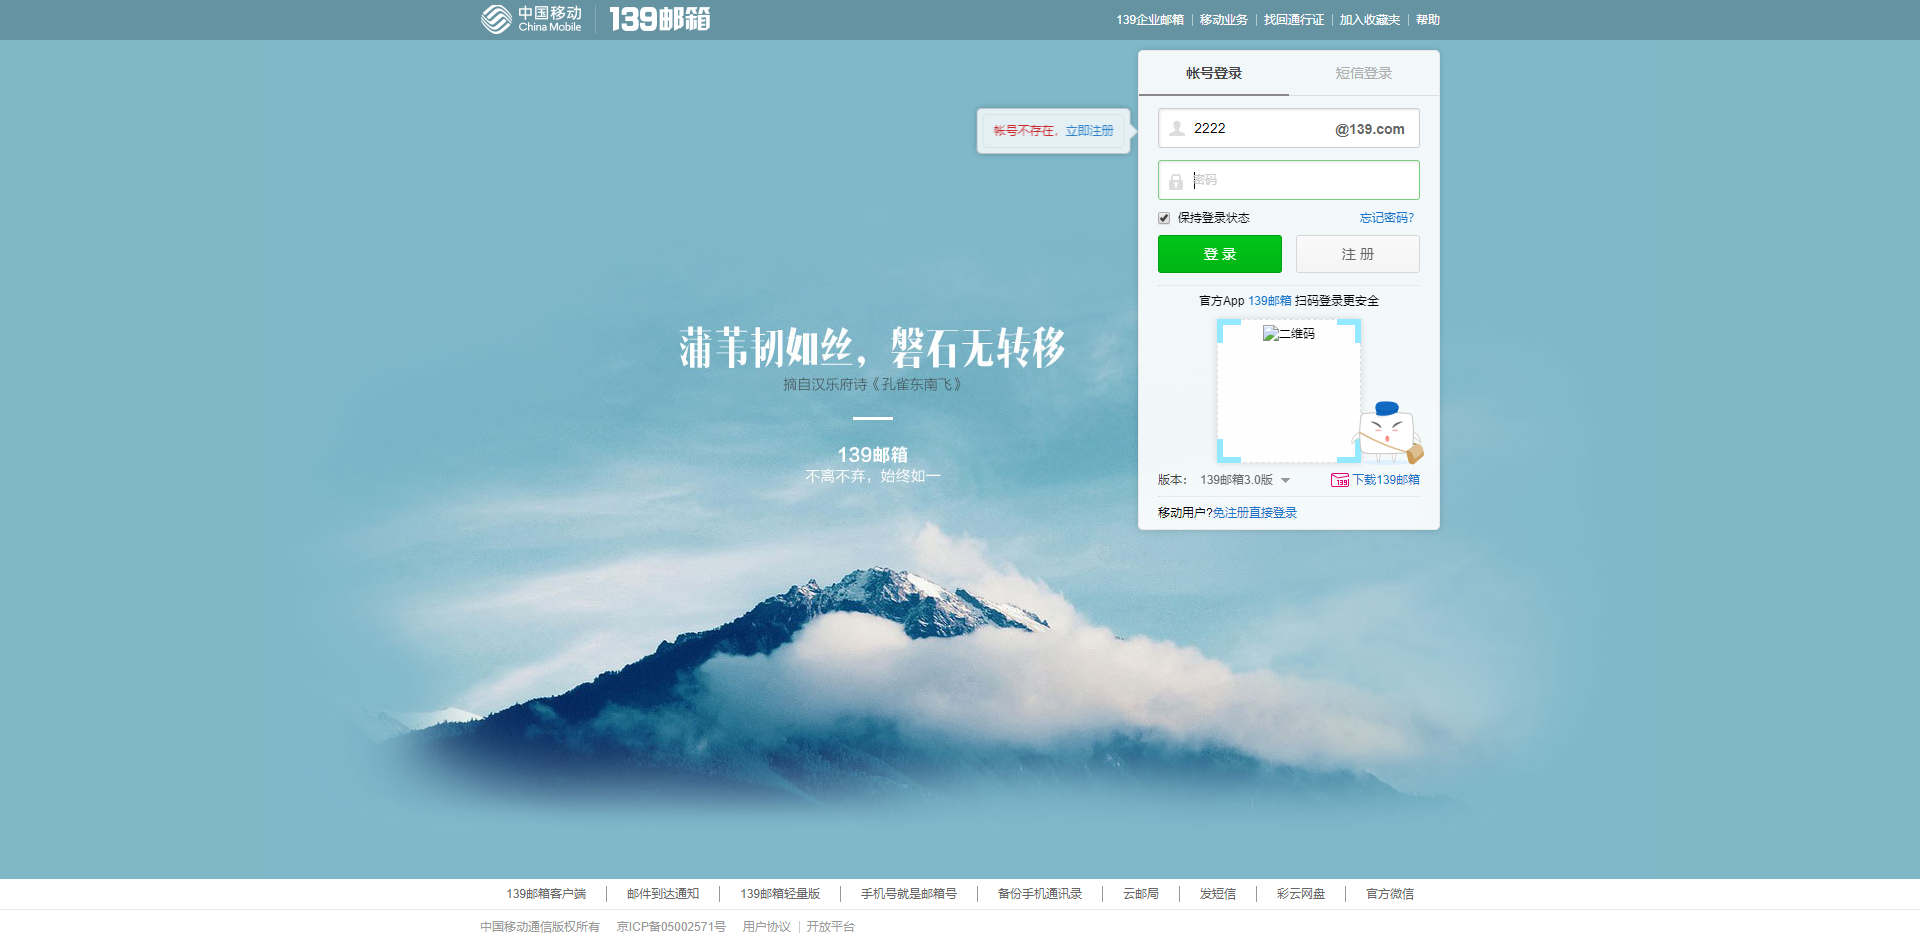 中国移动
China Mobile
139邮箱
139企业邮箱 | 移动业务 | 找回通行证 | 加入收藏夹 | 帮助
帐号登录
短信登录
帐号不存在，立即注册
2222
@139.com
密码
保持登录状态
忘记密码?
登 录
注 册
官方App 139邮箱 扫码登录更安全
二维码
版本： 139邮箱3.0版
139
下载139邮箱
移动用户?免注册直接登录
蒲苇韧如丝，磐石无转移
摘自汉乐府诗《孔雀东南飞》
139邮箱
不离不弃，始终如一
139邮箱客户端 | 邮件到达通知 | 139邮箱轻量版 | 手机号就是邮箱号 | 备份手机通讯录 | 云邮局 | 发短信 | 彩云网盘 | 官方微信
中国移动通信版权所有 京ICP备05002571号 用户协议 | 开放平台